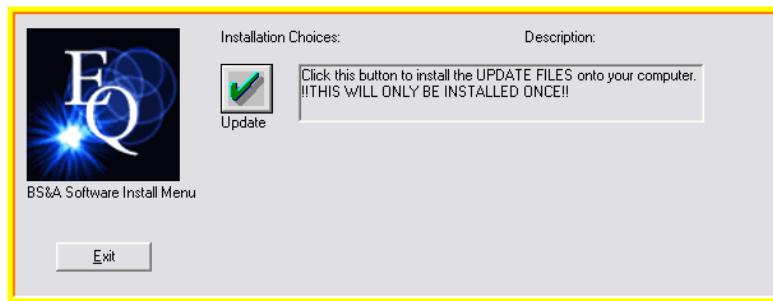 Installation Choices: Description:
EQ
Click this button to install the UPDATE FILES onto your computer.
!!THIS WILL ONLY BE INSTALLED ONCE!!
Update
BS&A Software Install Menu
Exit